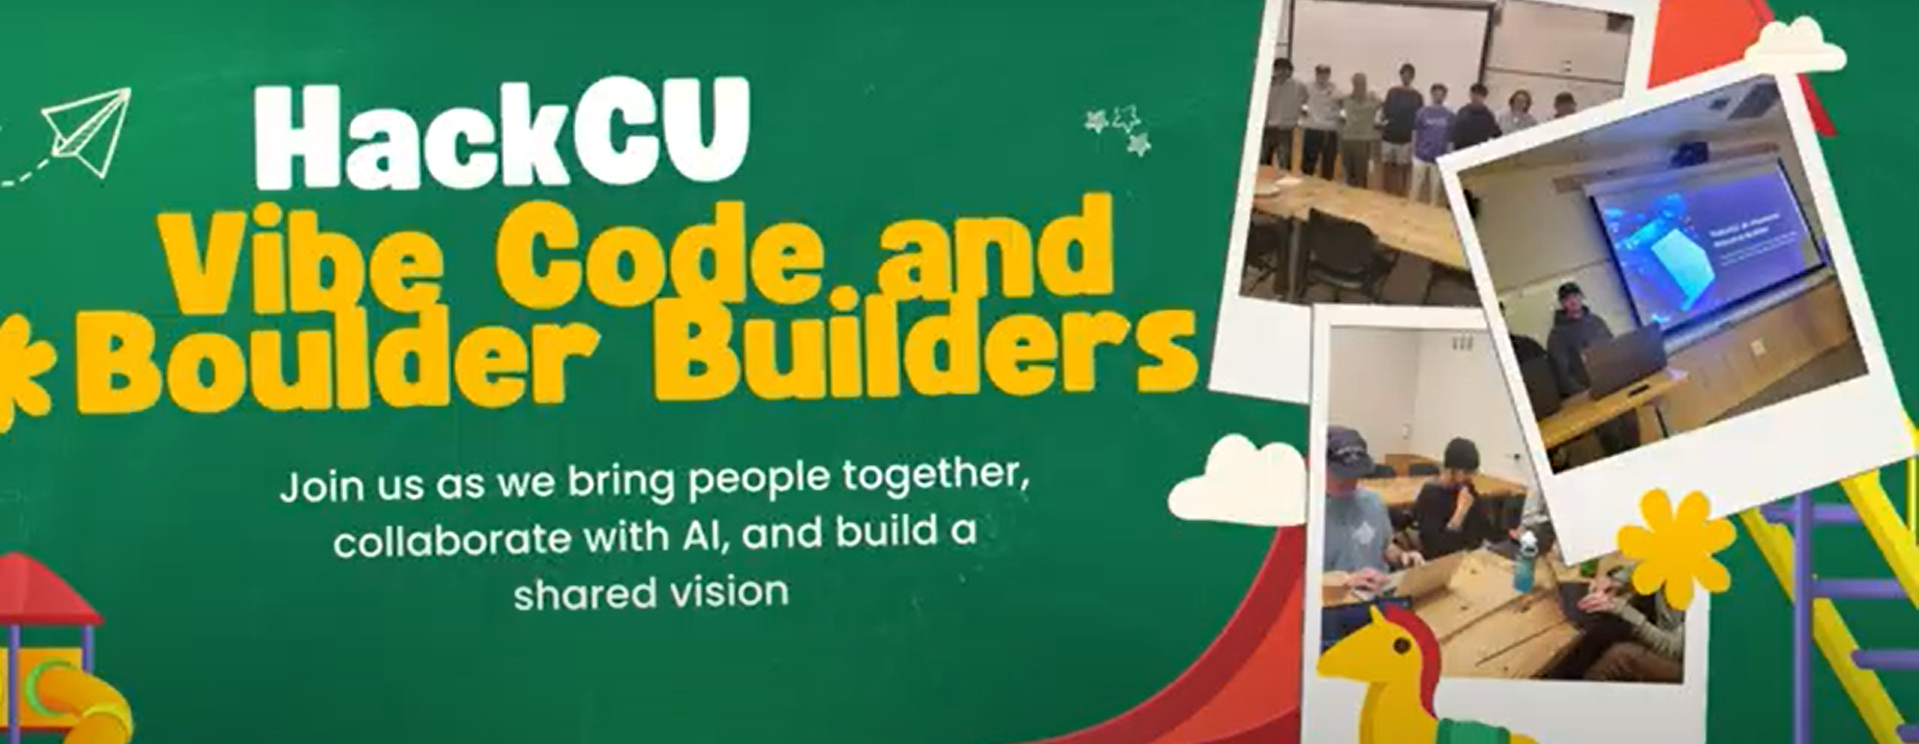 HackCU
Vibe Code and
Boulder Builders
Join us as we bring people together,
collaborate with AI, and build a
shared vision